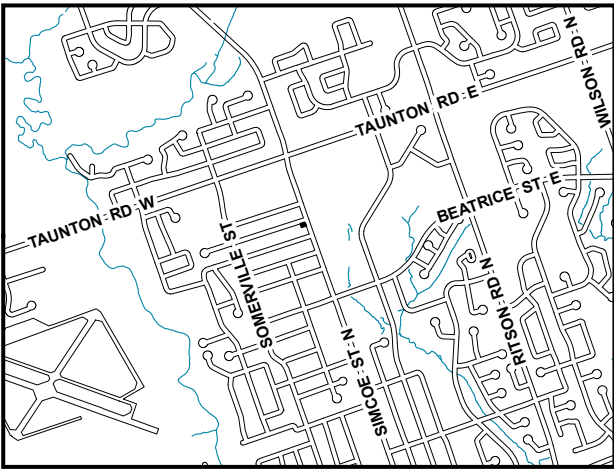 WILSON RD N
TAUNTON RD E
TAUNTON RD W
BEATRICE ST E
SOMERVILLE ST
SIMCOE ST N
RITSON RD N